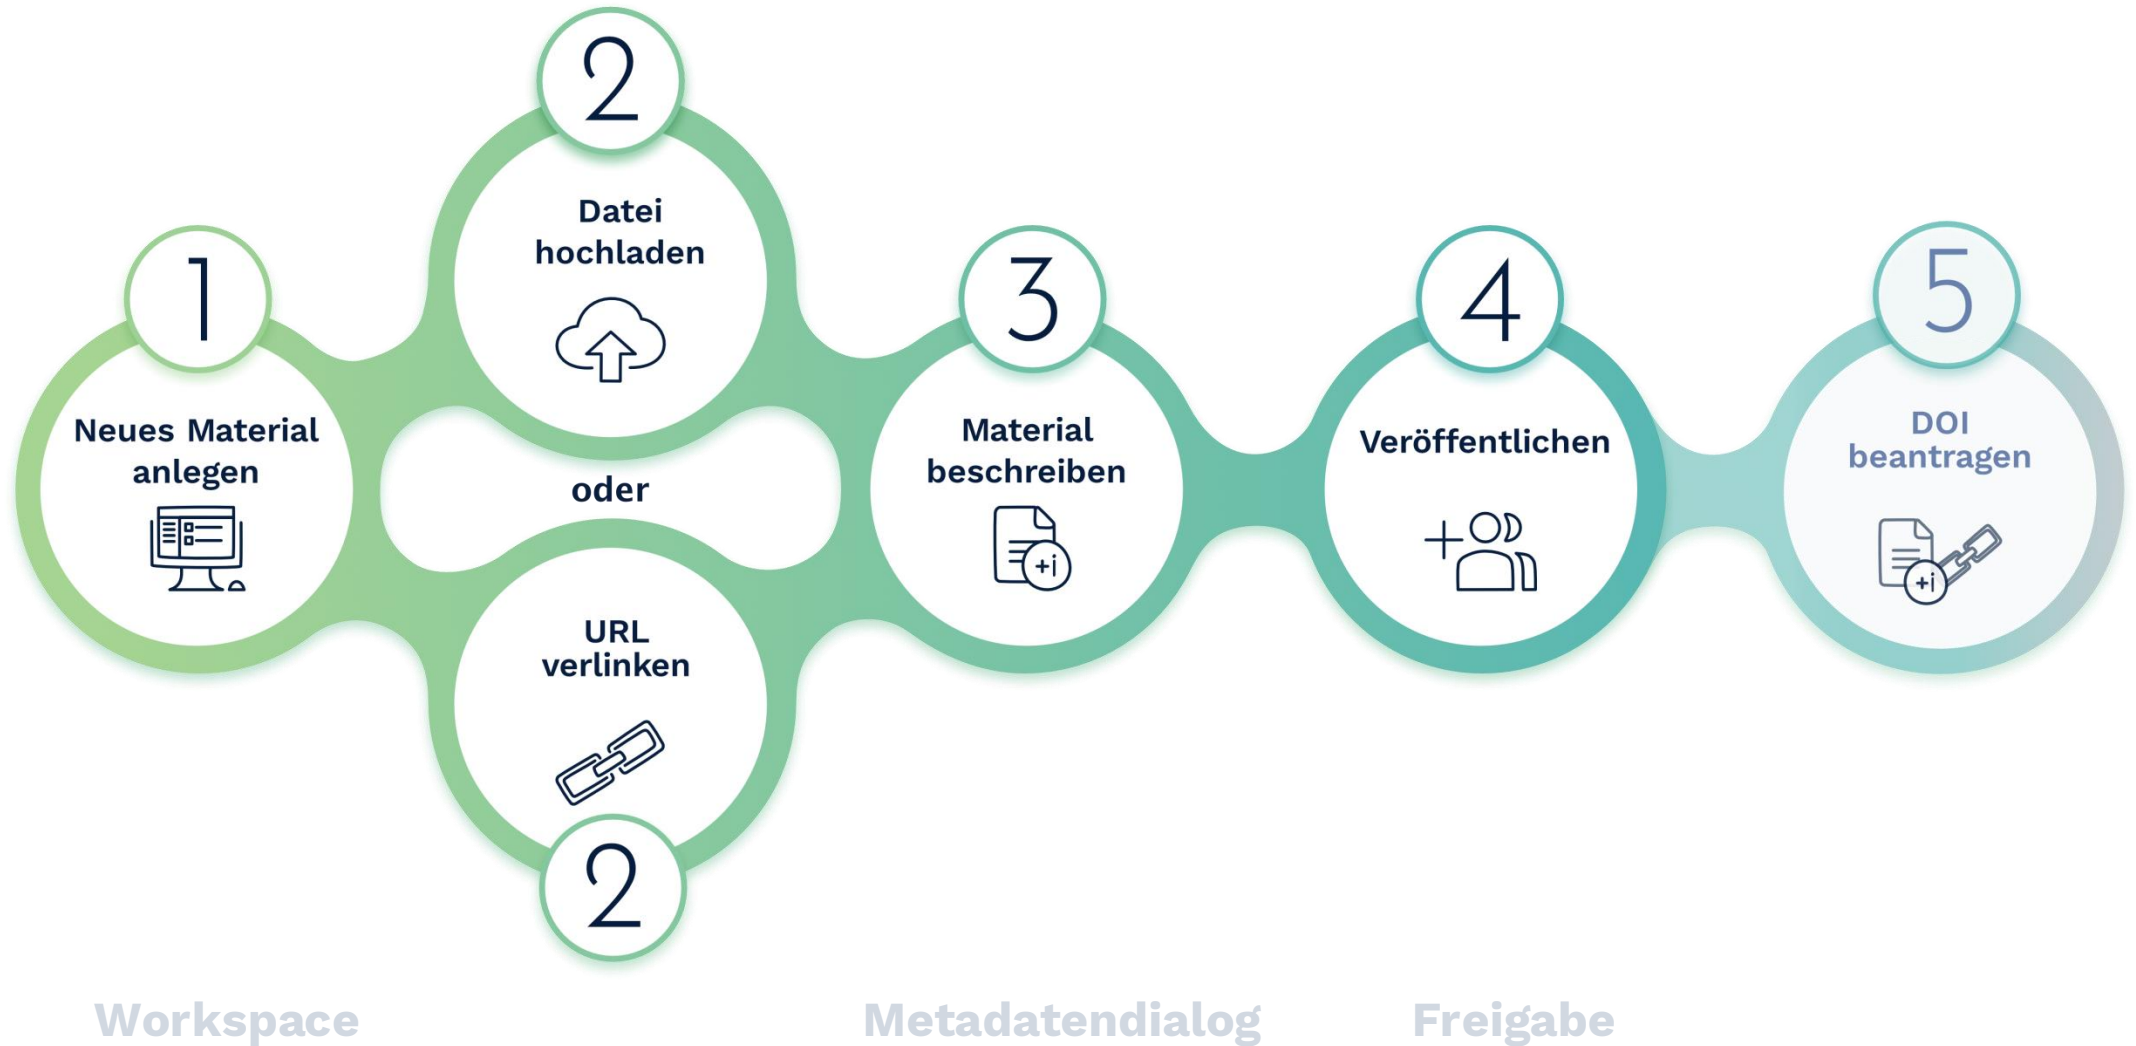 1
Neues Material
anlegen
2
Datei
hochladen
oder
URL
verlinken
2
3
Material
beschreiben
+i
4
Veröffentlichen
5
DOI
beantragen
+i
Workspace
Metadatendialog
Freigabe